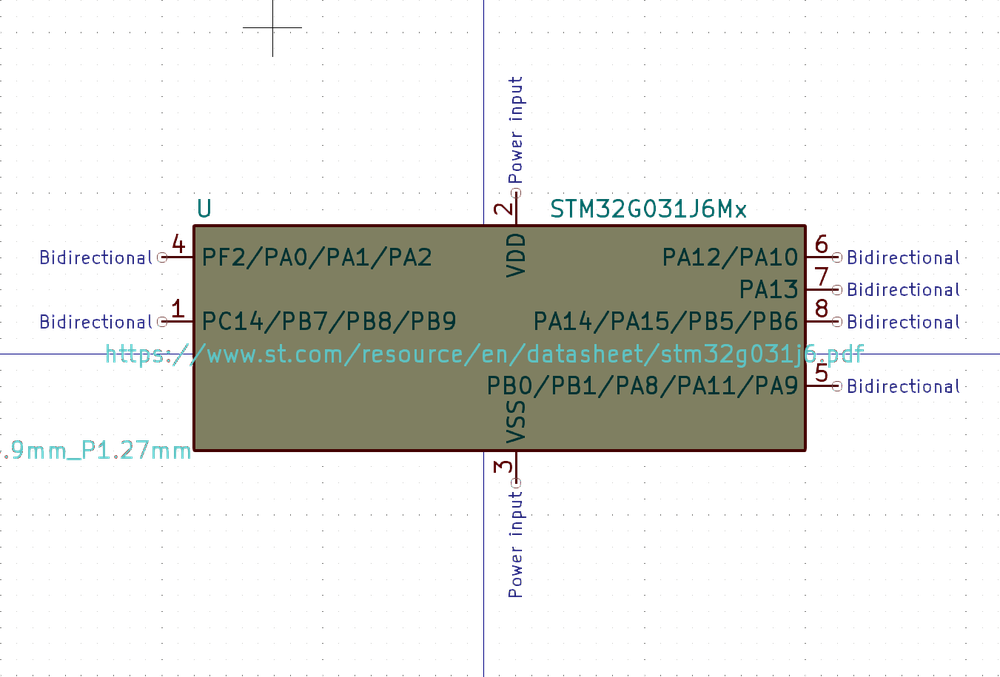 Power input
2
U
STM32G031J6Mx
VDD
Bidirectional
4
PF2/PA0/PA1/PA2
PA12/PA10
6
Bidirectional
PA13
7
Bidirectional
Bidirectional
1
PC14/PB7/PB8/PB9
PA14/PA15/PB5/PB6
8
Bidirectional
https://www.st.com/resource/en/datasheet/stm32g031j6.pdf
PB0/PB1/PA8/PA11/PA9
5
Bidirectional
VSS
.9mm_P1.27mm
3
Power input